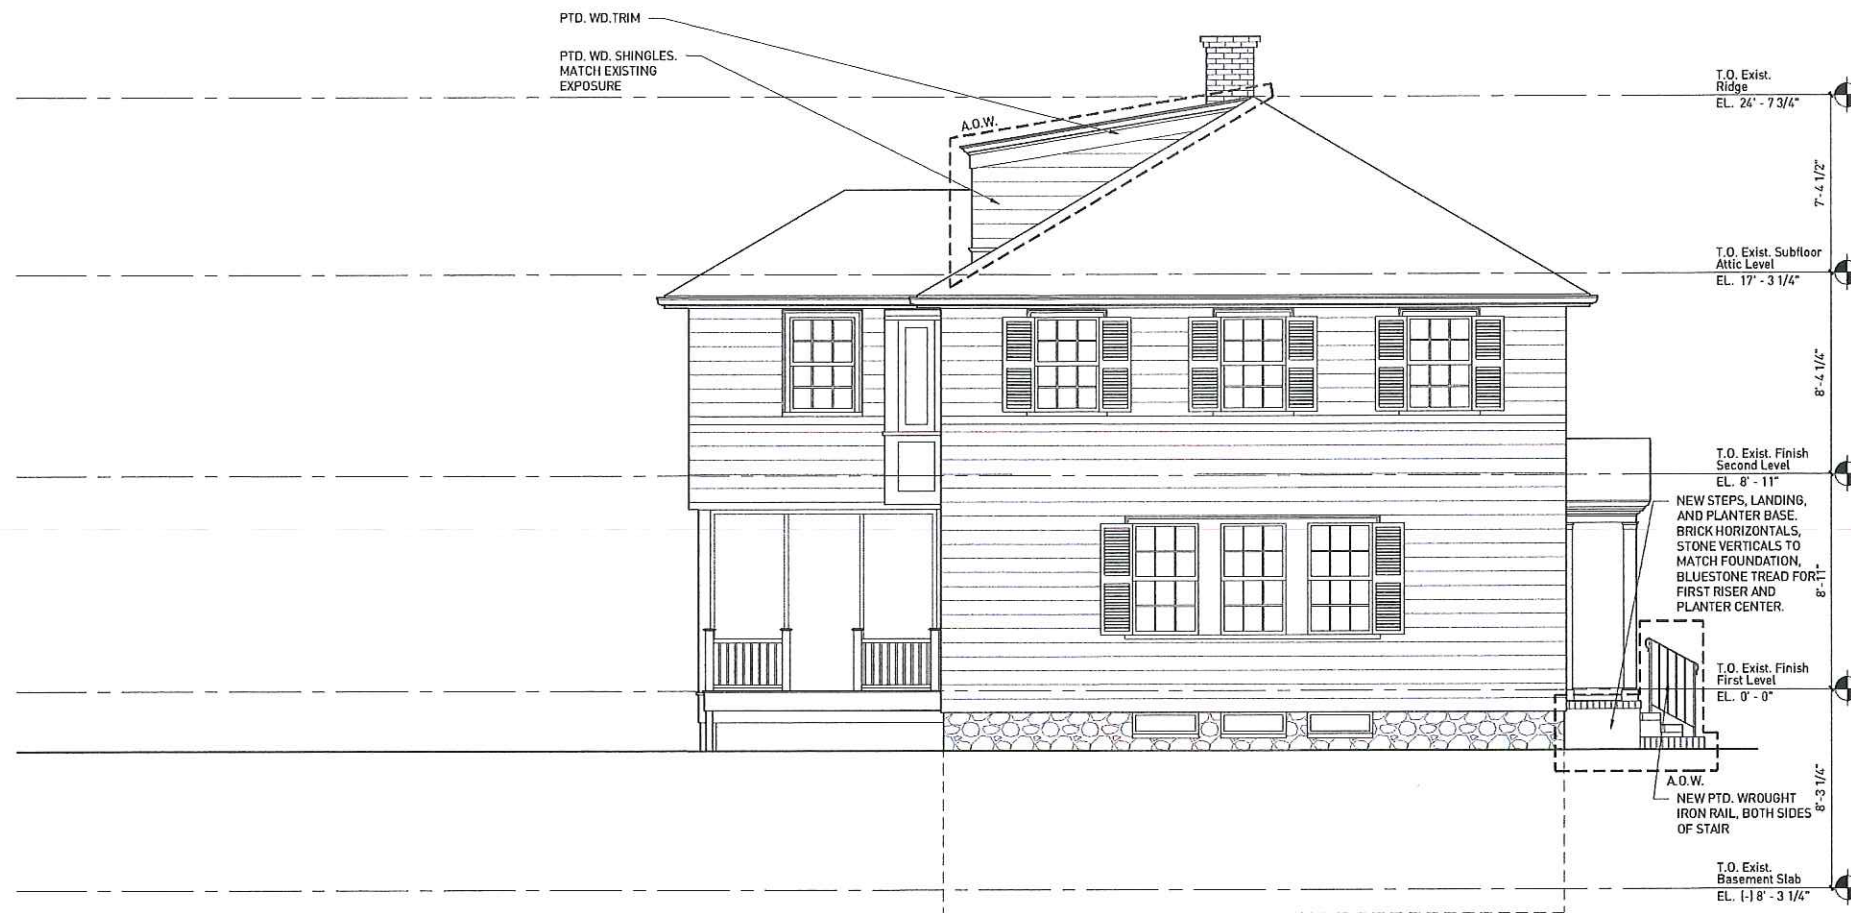 PTD. WD.TRIM
PTD. WD. SHINGLES.
MATCH EXISTING
EXPOSURE
A.O.W.
T.O. Exist.
Ridge
EL. 24' - 7 3/4"
7'-4 1/2"
T.O. Exist. Subfloor
Attic Level
EL. 17' - 3 1/4"
8'-4 1/4"
T.O. Exist. Finish
Second Level
EL. 8' - 11"
NEW STEPS, LANDING,
AND PLANTER BASE.
BRICK HORIZONTALS,
STONE VERTICALS TO
MATCH FOUNDATION,
BLUESTONE TREAD FOR
FIRST RISER AND
PLANTER CENTER.
8'-11"
T.O. Exist. Finish
First Level
EL. 0' - 0"
A.O.W.
NEW PTD. WROUGHT
IRON RAIL, BOTH SIDES
OF STAIR
8'-3 1/4"
T.O. Exist.
Basement Slab
EL. (-) 8' - 3 1/4"